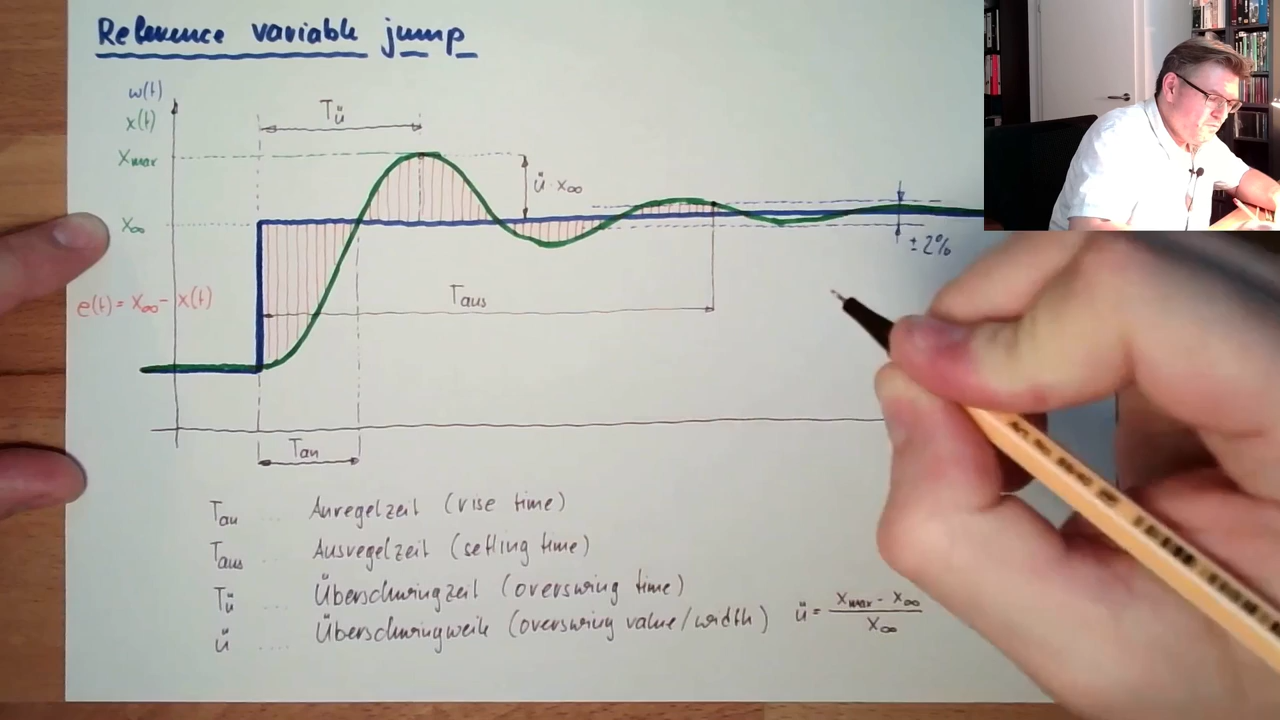 Reference variable jump
w(t)
x(t)
Tü
xmax
ü · x∞
x∞
± 2%
e(t) = x∞ - x(t)
Taus
Tan
Tan ... Anregelzeit (rise time)
Taus ... Ausregelzeit (settling time)
Tü ... Überschwingzeit (overswing time)
ü .... Überschwingweite (overswing value/width) ü = xmax - x∞ / x∞